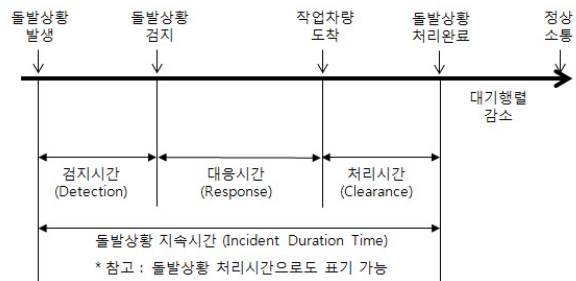 돌발상황
발생
돌발상황
검지
작업차량
도착
돌발상황
처리완료
정상
소통
대기행렬
감소
검지시간
(Detection)
대응시간
(Response)
처리시간
(Clearance)
돌발상황 지속시간 (Incident Duration Time)
* 참고 : 돌발상황 처리시간으로도 표기 가능